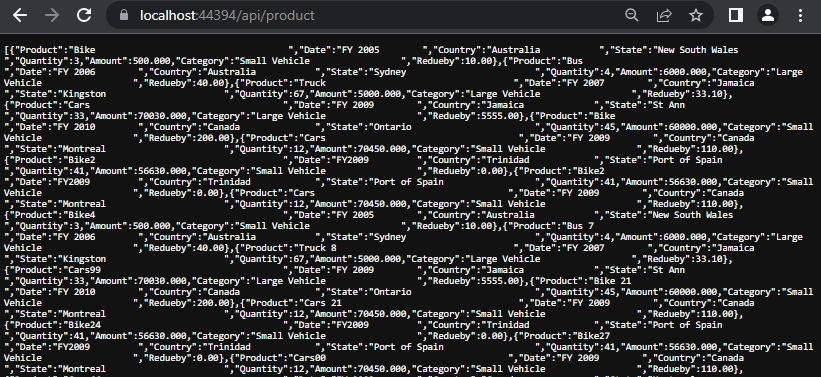 localhost:44394/api/product
[{"Product":"Bike ","Date":"FY 2005 ","Country":"Australia ","State":"New South Wales
","Quantity":3,"Amount":500.000,"Category":"Small Vehicle ","Redueby":10.00},{"Product":"Bus
","Date":"FY 2006 ","Country":"Australia ","State":"Sydney ","Quantity":4,"Amount":6000.000,"Category":"Large
Vehicle ","Redueby":40.00},{"Product":"Truck ","Date":"FY 2007 ","Country":"Jamaica
","State":"Kingston ","Quantity":67,"Amount":5000.000,"Category":"Large Vehicle ","Redueby":33.10},
{"Product":"Cars ","Date":"FY 2009 ","Country":"Jamaica ","State":"St Ann
","Quantity":33,"Amount":70030.000,"Category":"Large Vehicle ","Redueby":5555.00},{"Product":"Bike
","Date":"FY 2010 ","Country":"Canada ","State":"Ontario ","Quantity":45,"Amount":60000.000,"Category":"Small
Vehicle ","Redueby":200.00},{"Product":"Cars ","Date":"FY 2009 ","Country":"Canada
","State":"Montreal ","Quantity":12,"Amount":70450.000,"Category":"Small Vehicle ","Redueby":110.00},
{"Product":"Bike2 ","Date":"FY2009 ","Country":"Trinidad ","State":"Port of Spain
","Quantity":41,"Amount":56630.000,"Category":"Small Vehicle ","Redueby":0.00},{"Product":"Bike2
","Date":"FY2009 ","Country":"Trinidad ","State":"Port of Spain ","Quantity":41,"Amount":56630.000,"Category":"Small
Vehicle ","Redueby":0.00},{"Product":"Cars ","Date":"FY 2009 ","Country":"Canada
","State":"Montreal ","Quantity":12,"Amount":70450.000,"Category":"Small Vehicle ","Redueby":110.00},
{"Product":"Bike4 ","Date":"FY 2005 ","Country":"Australia ","State":"New South Wales
","Quantity":3,"Amount":500.000,"Category":"Small Vehicle ","Redueby":10.00},{"Product":"Bus 7
","Date":"FY 2006 ","Country":"Australia ","State":"Sydney ","Quantity":4,"Amount":6000.000,"Category":"Large
Vehicle ","Redueby":40.00},{"Product":"Truck 8 ","Date":"FY 2007 ","Country":"Jamaica
","State":"Kingston ","Quantity":67,"Amount":5000.000,"Category":"Large Vehicle ","Redueby":33.10},
{"Product":"Cars99 ","Date":"FY 2009 ","Country":"Jamaica ","State":"St Ann
","Quantity":33,"Amount":70030.000,"Category":"Large Vehicle ","Redueby":5555.00},{"Product":"Bike 21
","Date":"FY 2010 ","Country":"Canada ","State":"Ontario ","Quantity":45,"Amount":60000.000,"Category":"Small
Vehicle ","Redueby":200.00},{"Product":"Cars 21 ","Date":"FY 2009 ","Country":"Canada
","State":"Montreal ","Quantity":12,"Amount":70450.000,"Category":"Small Vehicle ","Redueby":110.00},
{"Product":"Bike24 ","Date":"FY2009 ","Country":"Trinidad ","State":"Port of Spain
","Quantity":41,"Amount":56630.000,"Category":"Small Vehicle ","Redueby":0.00},{"Product":"Bike27
","Date":"FY2009 ","Country":"Trinidad ","State":"Port of Spain ","Quantity":41,"Amount":56630.000,"Category":"Small
Vehicle ","Redueby":0.00},{"Product":"Cars00 ","Date":"FY 2009 ","Country":"Canada
","State":"Montreal ","Quantity":12,"Amount":70450.000,"Category":"Small Vehicle ","Redueby":110.00},